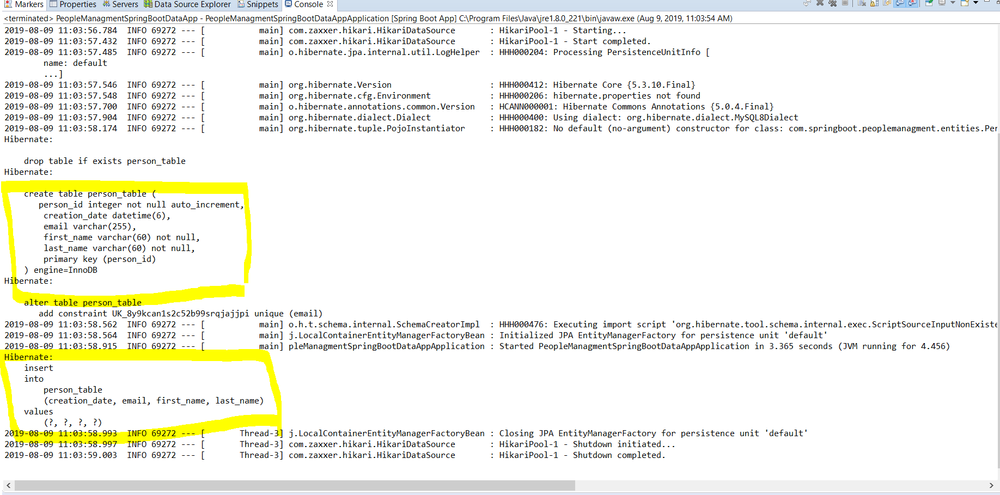 Markers Properties Servers Data Source Explorer Snippets Console
<terminated> PeopleManagmentSpringBootDataApp - PeopleManagmentSpringBootDataAppApplication [Spring Boot App] C:\Program Files\Java\jre1.8.0_221\bin\javaw.exe (Aug 9, 2019, 11:03:54 AM)
2019-08-09 11:03:56.784  INFO 69272 --- [           main] com.zaxxer.hikari.HikariDataSource       : HikariPool-1 - Starting...
2019-08-09 11:03:57.432  INFO 69272 --- [           main] com.zaxxer.hikari.HikariDataSource       : HikariPool-1 - Start completed.
2019-08-09 11:03:57.485  INFO 69272 --- [           main] o.hibernate.jpa.internal.util.LogHelper  : HHH000204: Processing PersistenceUnitInfo [
        name: default
        ...]
2019-08-09 11:03:57.546  INFO 69272 --- [           main] org.hibernate.Version                    : HHH000412: Hibernate Core {5.3.10.Final}
2019-08-09 11:03:57.548  INFO 69272 --- [           main] org.hibernate.cfg.Environment            : HHH000206: hibernate.properties not found
2019-08-09 11:03:57.700  INFO 69272 --- [           main] o.hibernate.annotations.common.Version   : HCANN000001: Hibernate Commons Annotations {5.0.4.Final}
2019-08-09 11:03:57.904  INFO 69272 --- [           main] org.hibernate.dialect.Dialect            : HHH000400: Using dialect: org.hibernate.dialect.MySQL8Dialect
2019-08-09 11:03:58.174  INFO 69272 --- [           main] org.hibernate.tuple.PojoInstantiator     : HHH000182: No default (no-argument) constructor for class: com.springboot.peoplemanagment.entities.Per
Hibernate:
    drop table if exists person_table
Hibernate:
    create table person_table (
       person_id integer not null auto_increment,
        creation_date datetime(6),
        email varchar(255),
        first_name varchar(60) not null,
        last_name varchar(60) not null,
        primary key (person_id)
    ) engine=InnoDB
Hibernate:
    alter table person_table
       add constraint UK_8y9kcan1s2c52b99srqjajjpi unique (email)
2019-08-09 11:03:58.562  INFO 69272 --- [           main] o.h.t.schema.internal.SchemaCreatorImpl  : HHH000476: Executing import script 'org.hibernate.tool.schema.internal.exec.ScriptSourceInputNonExiste
2019-08-09 11:03:58.564  INFO 69272 --- [           main] j.LocalContainerEntityManagerFactoryBean : Initialized JPA EntityManagerFactory for persistence unit 'default'
2019-08-09 11:03:58.915  INFO 69272 --- [           main] pleManagmentSpringBootDataAppApplication : Started PeopleManagmentSpringBootDataAppApplication in 3.365 seconds (JVM running for 4.456)
Hibernate:
    insert
    into
        person_table
        (creation_date, email, first_name, last_name)
    values
        (?, ?, ?, ?)
2019-08-09 11:03:58.993  INFO 69272 --- [       Thread-3] j.LocalContainerEntityManagerFactoryBean : Closing JPA EntityManagerFactory for persistence unit 'default'
2019-08-09 11:03:58.997  INFO 69272 --- [       Thread-3] com.zaxxer.hikari.HikariDataSource       : HikariPool-1 - Shutdown initiated...
2019-08-09 11:03:59.003  INFO 69272 --- [       Thread-3] com.zaxxer.hikari.HikariDataSource       : HikariPool-1 - Shutdown completed.